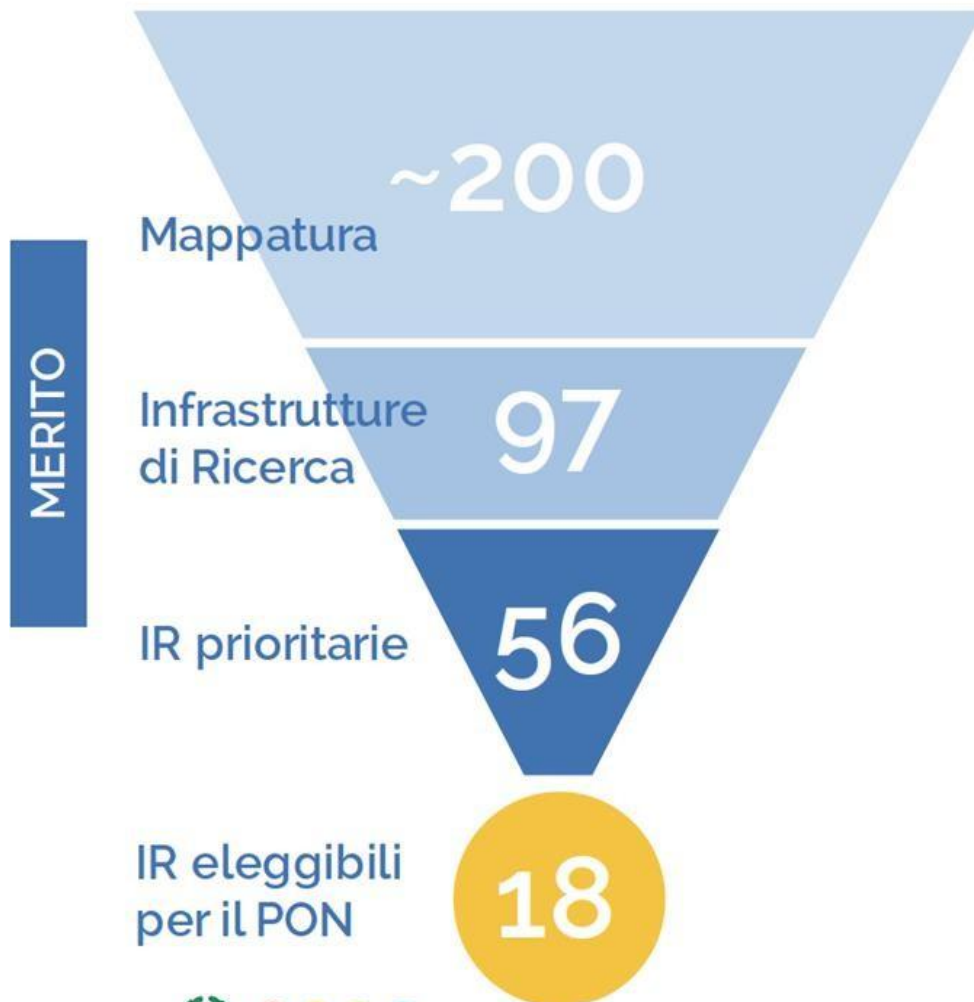 ~200
Mappatura
MERITO
Infrastrutture
di Ricerca
97
IR prioritarie
56
IR eleggibili
per il PON
18